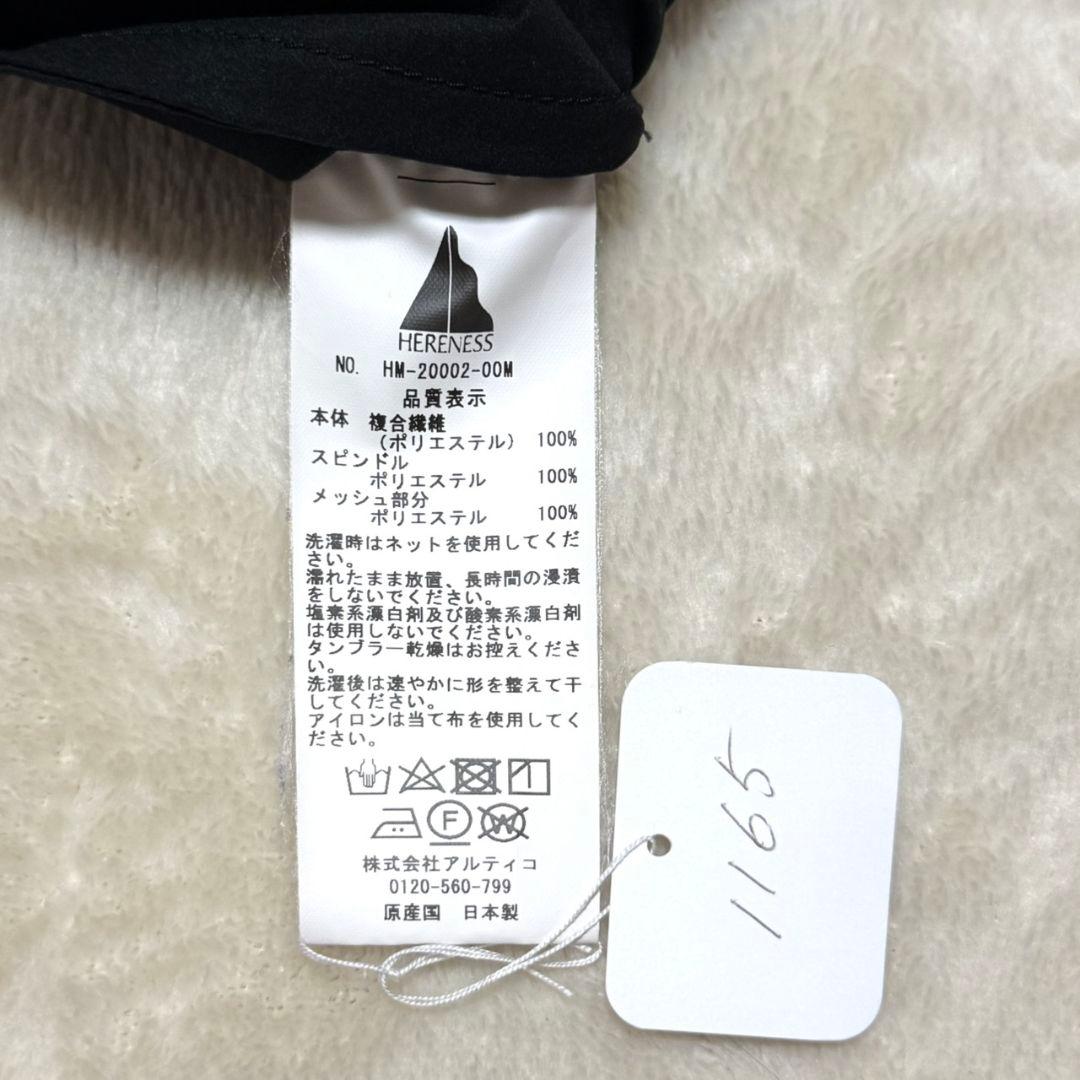 HERENESS
NO. HM-20002-00M
品質表示
本体 複合繊維
(ポリエステル) 100%
スピンドル
ポリエステル 100%
メッシュ部分
ポリエステル 100%
洗濯時はネットを使用してくだ
さい。
濡れたまま放置、長時間の浸漬
をしないでください。
塩素系漂白剤及び酸素系漂白剤
は使用しないでください。
タンブラー乾燥はお控えくださ
い。
洗濯後は速やかに形を整えて干
してください。
アイロンは当て布を使用してく
ださい。
F W
株式会社アルティコ
0120-560-799
原産国 日本製
1165